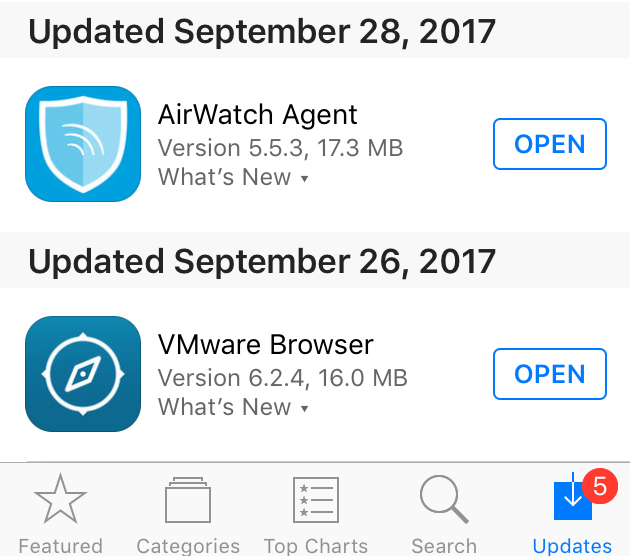 Updated September 28, 2017
AirWatch Agent
Version 5.5.3, 17.3 MB
What's New ▾
OPEN
Updated September 26, 2017
VMware Browser
Version 6.2.4, 16.0 MB
What's New ▾
OPEN
5
Featured
Categories
Top Charts
Search
Updates